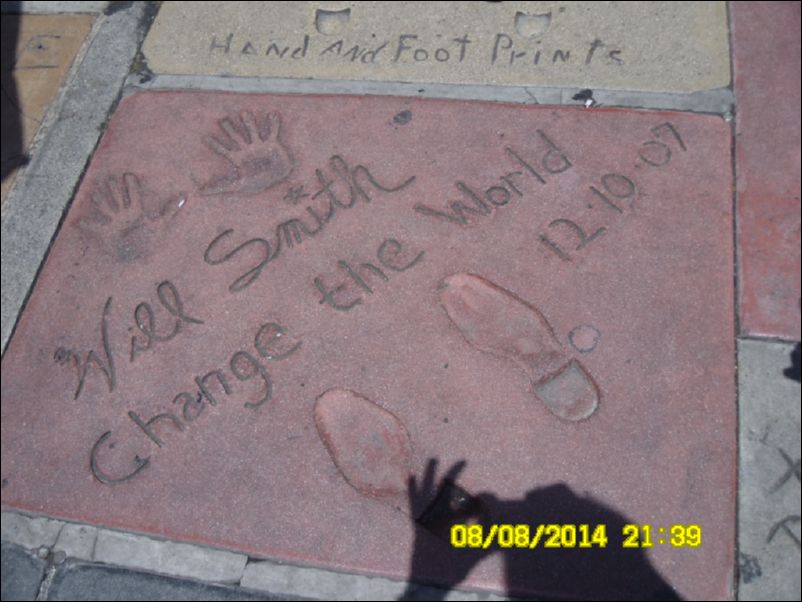 Hand And Foot Prints
Will Smith
Change the World
12.10.07
08/08/2014 21:39